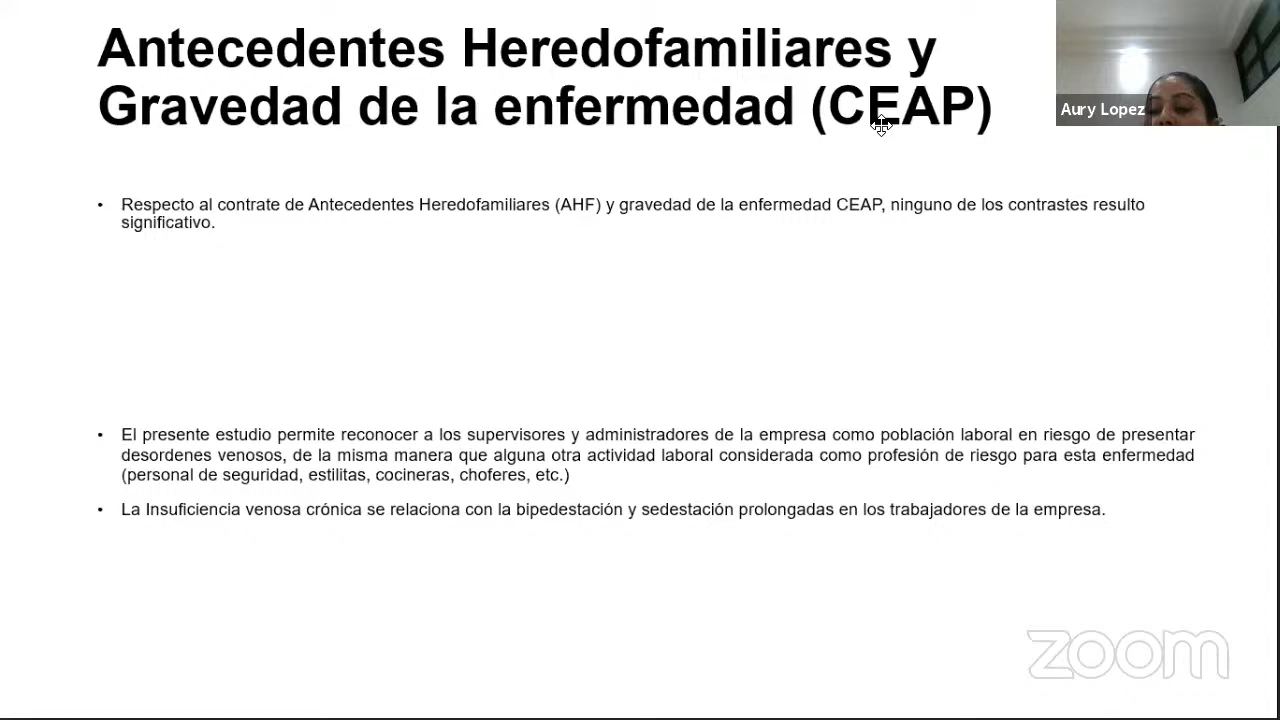 Antecedentes Heredofamiliares y
Gravedad de la enfermedad (CEAP)
Aury Lopez
• Respecto al contrate de Antecedentes Heredofamiliares (AHF) y gravedad de la enfermedad CEAP, ninguno de los contrastes resulto
significativo.
• El presente estudio permite reconocer a los supervisores y administradores de la empresa como población laboral en riesgo de presentar
desordenes venosos, de la misma manera que alguna otra actividad laboral considerada como profesión de riesgo para esta enfermedad
(personal de seguridad, estilitas, cocineras, choferes, etc.)
• La Insuficiencia venosa crónica se relaciona con la bipedestación y sedestación prolongadas en los trabajadores de la empresa.
zoom